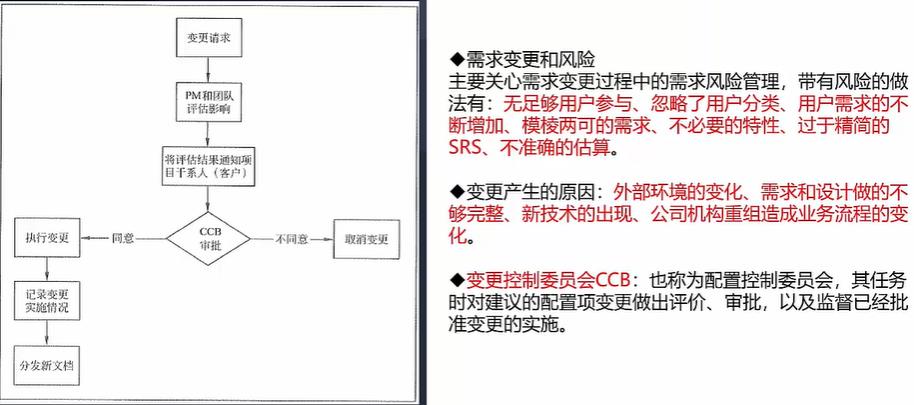 变更请求
PM和团队
评估影响
将评估结果通知项
目干系人（客户）
CCB
审批
同意
不同意
执行变更
取消变更
记录变更
实施情况
分发新文档
◆需求变更和风险
主要关心需求变更过程中的需求风险管理，带有风险的做
法有：无足够用户参与、忽略了用户分类、用户需求的不
断增加、模棱两可的需求、不必要的特性、过于精简的
SRS、不准确的估算。
◆变更产生的原因：外部环境的变化、需求和设计做的不
够完整、新技术的出现、公司机构重组造成业务流程的变
化。
◆变更控制委员会CCB：也称为配置控制委员会，其任务
时对建议的配置项变更做出评价、审批，以及监督已经批
准变更的实施。